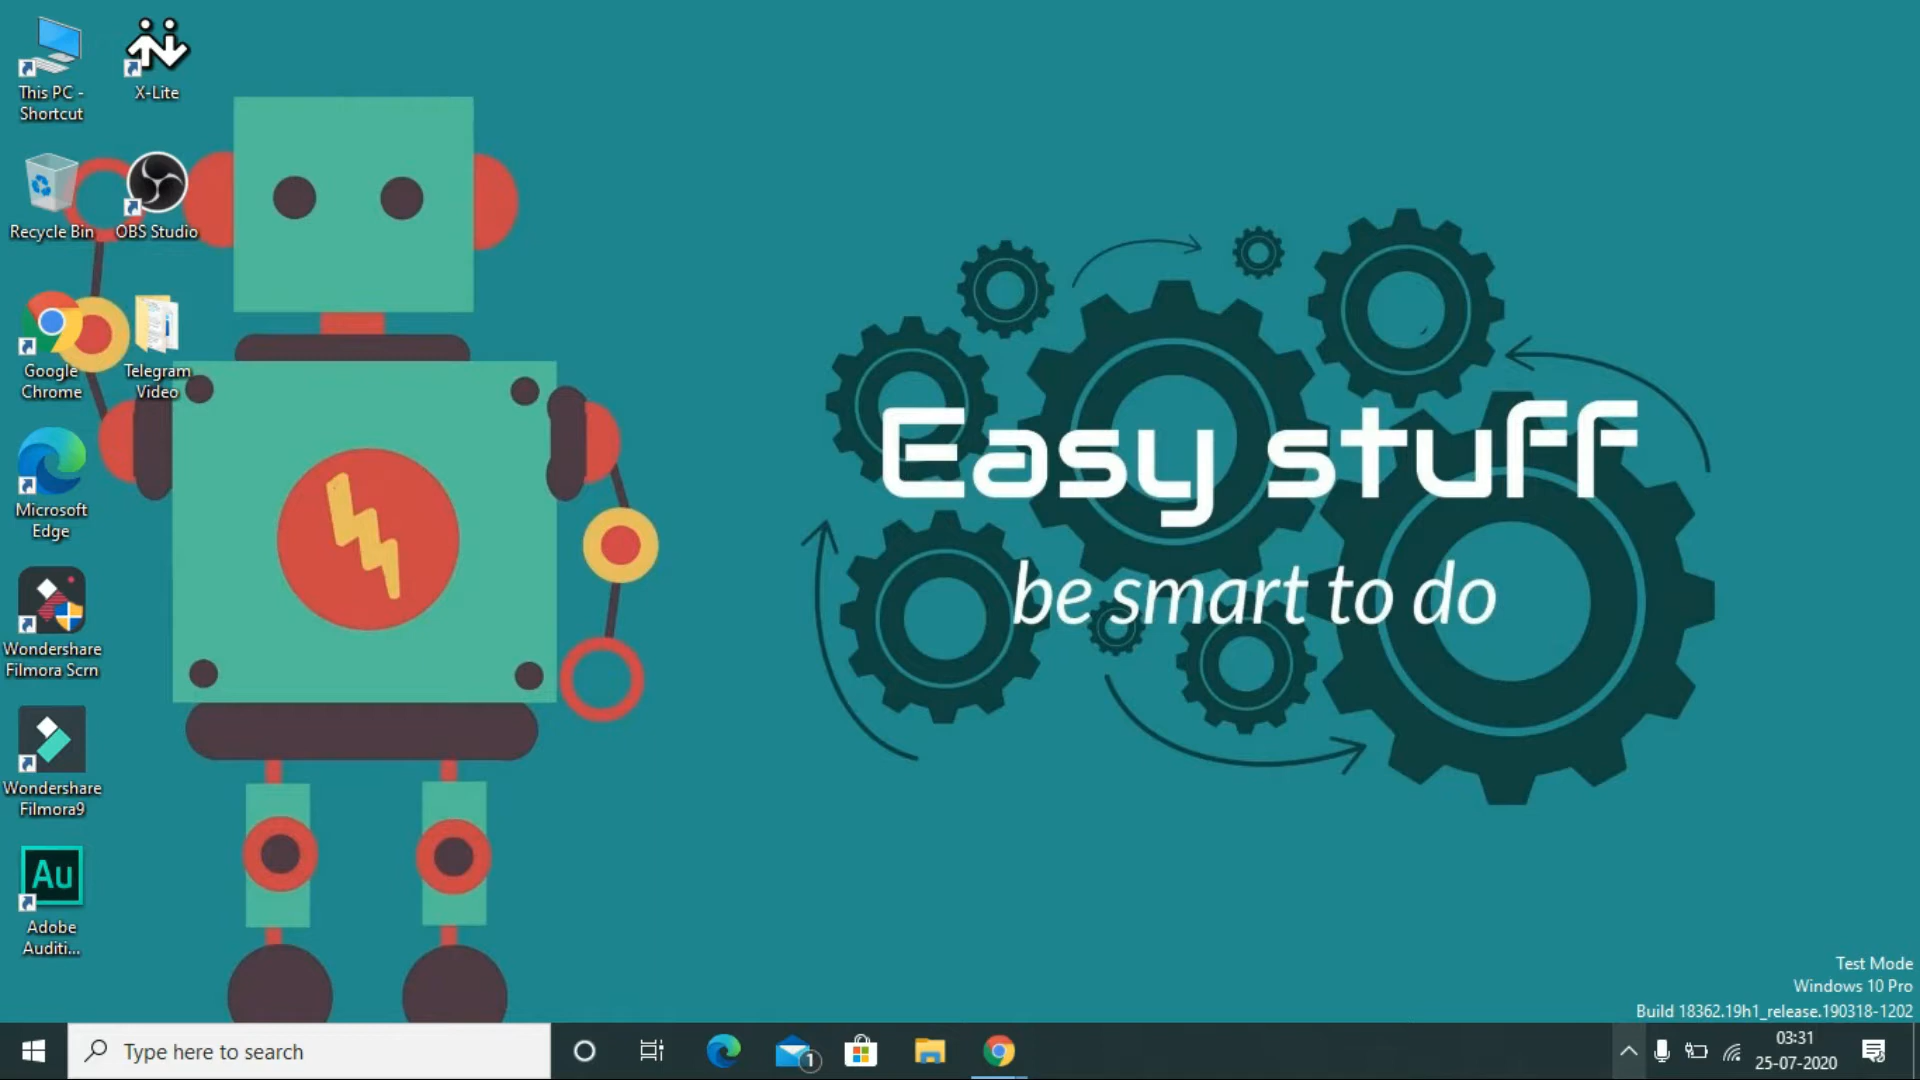 This PC -
Shortcut
X-Lite
Recycle Bin
OBS Studio
Google
Chrome
Telegram
Video
Microsoft
Edge
Wondershare
Filmora Scrn
Wondershare
Filmora9
Au
Adobe
Auditi...
Easy stuff
be smart to do
Test Mode
Windows 10 Pro
Build 18362.19h1_release.190318-1202
Type here to search
1
03:31
25-07-2020